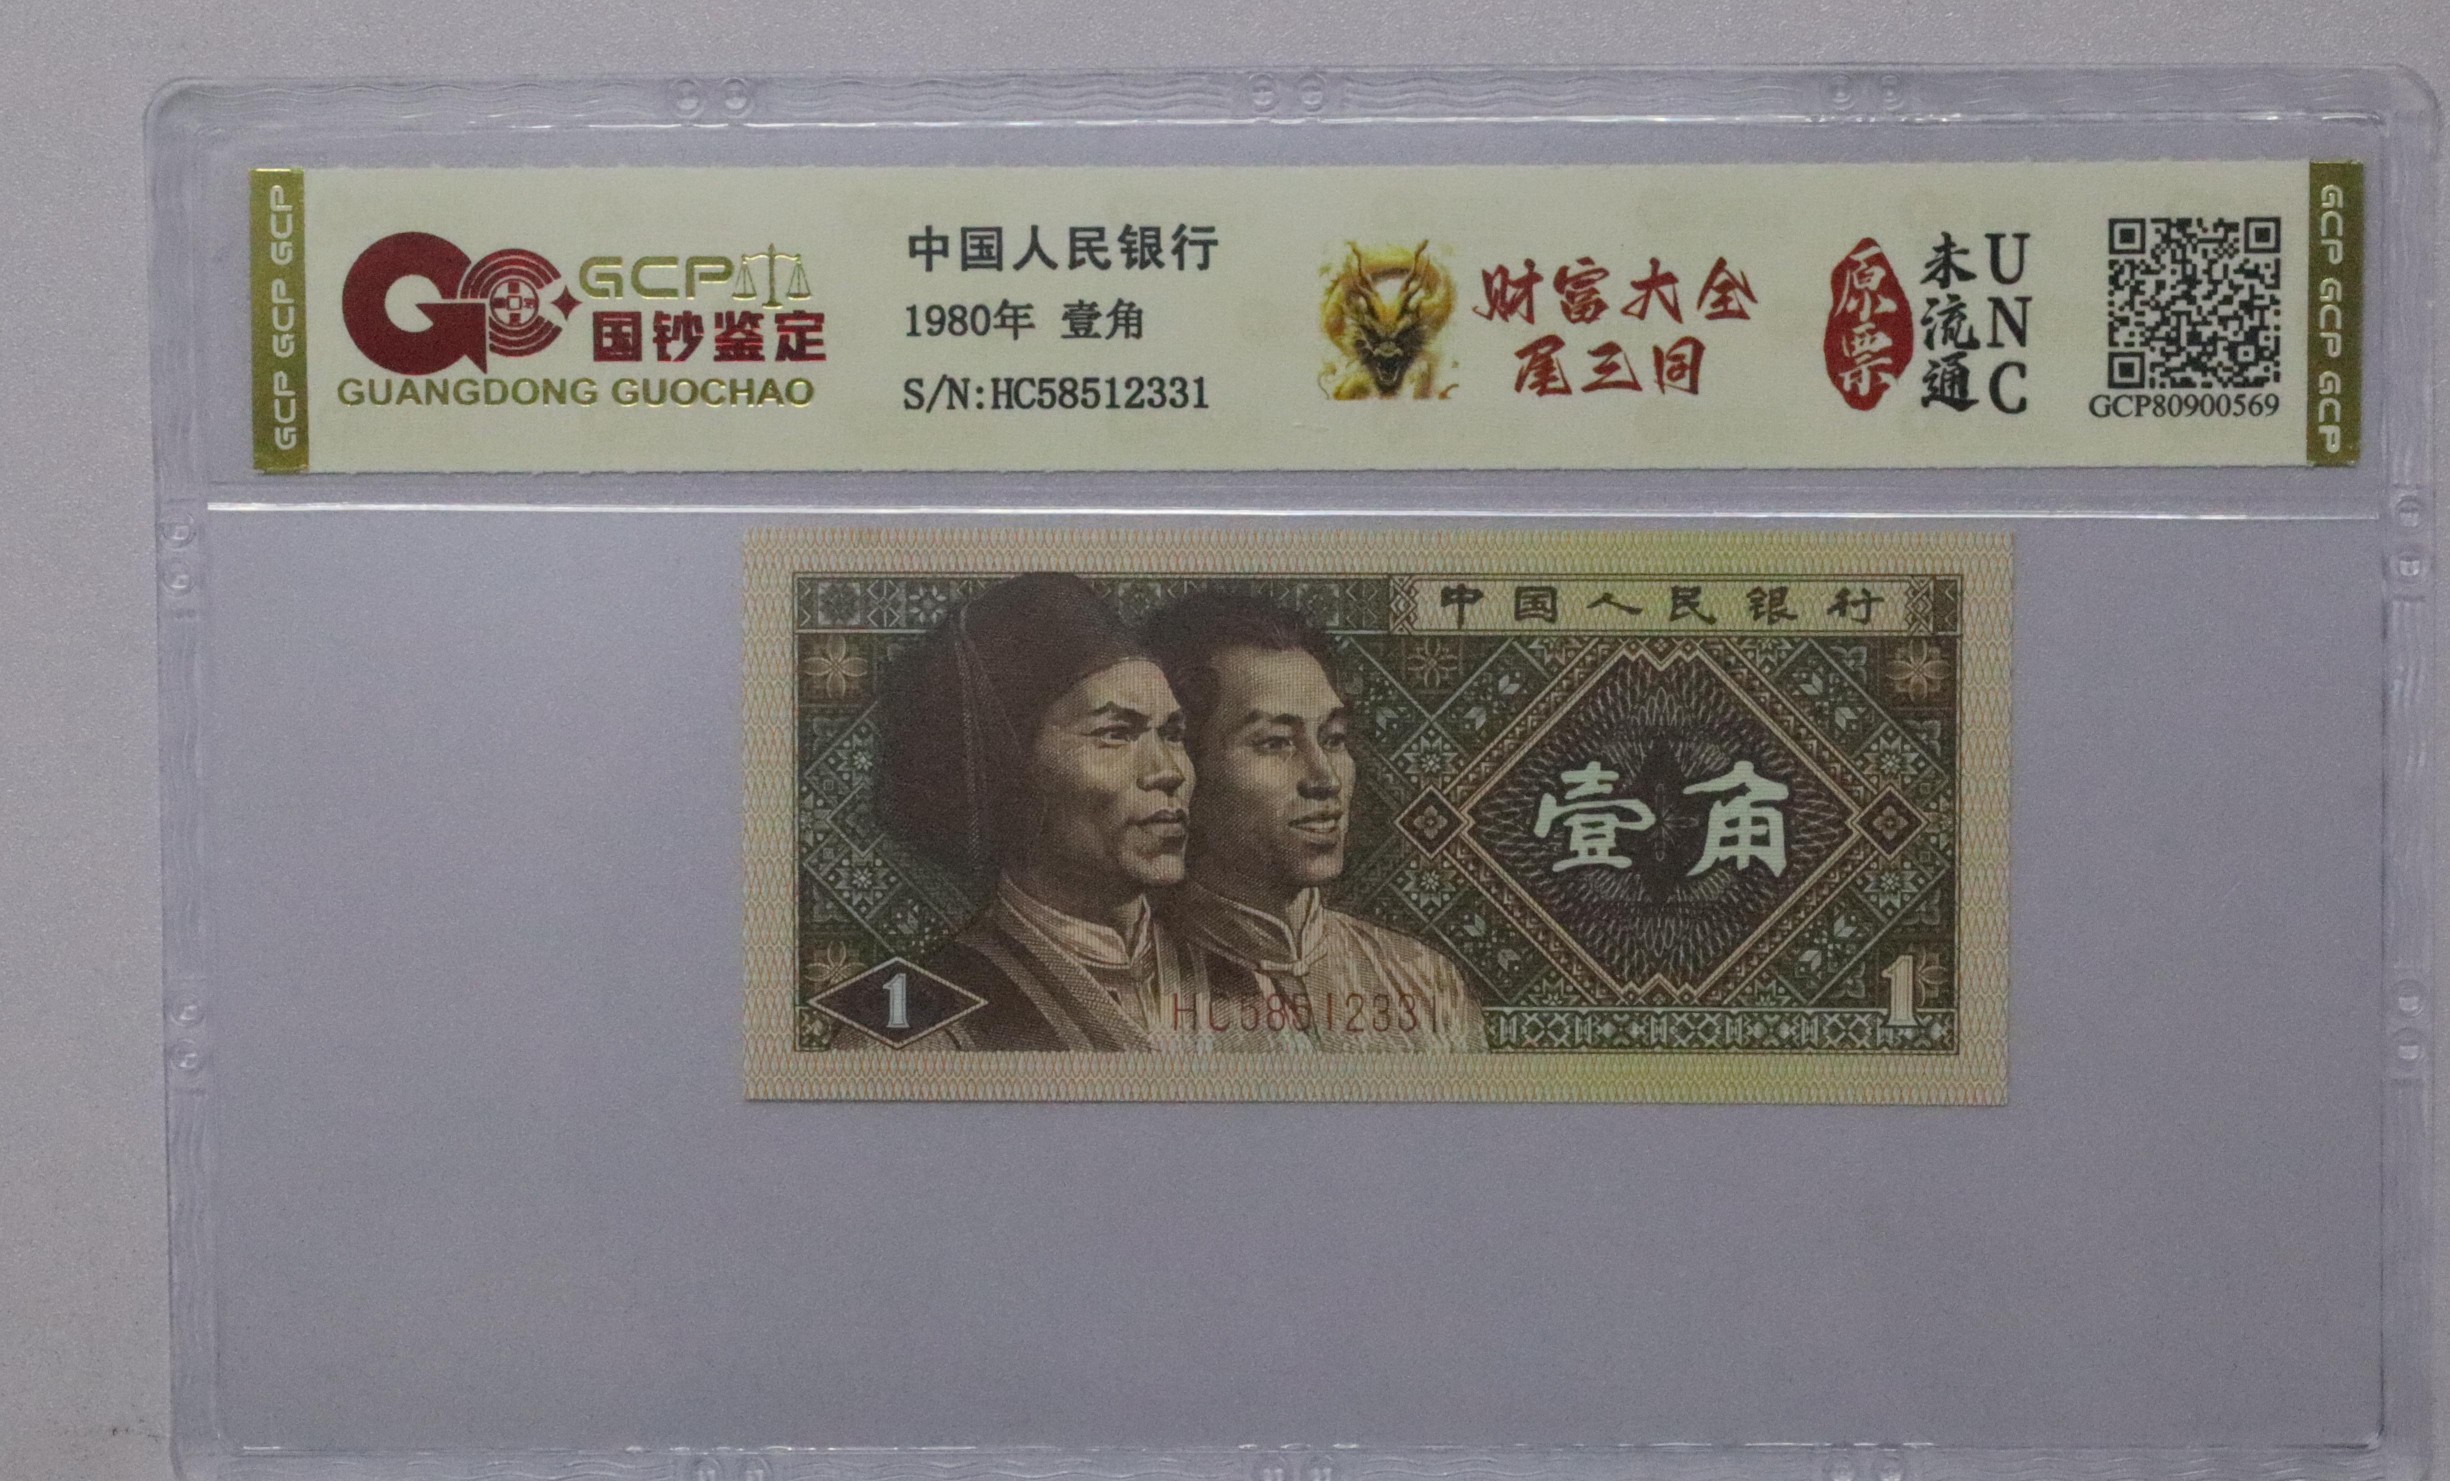 GCP GCP GCP
GCP
国钞鉴定
GUANGDONG GUOCHAO
中国人民银行
1980年 壹角
S/N:HC58512331
财富大全
尾三同
原票
未流通
UNC
GCP80900569
GCP GCP GCP
中国人民银行
壹角
1
HC58512331
1